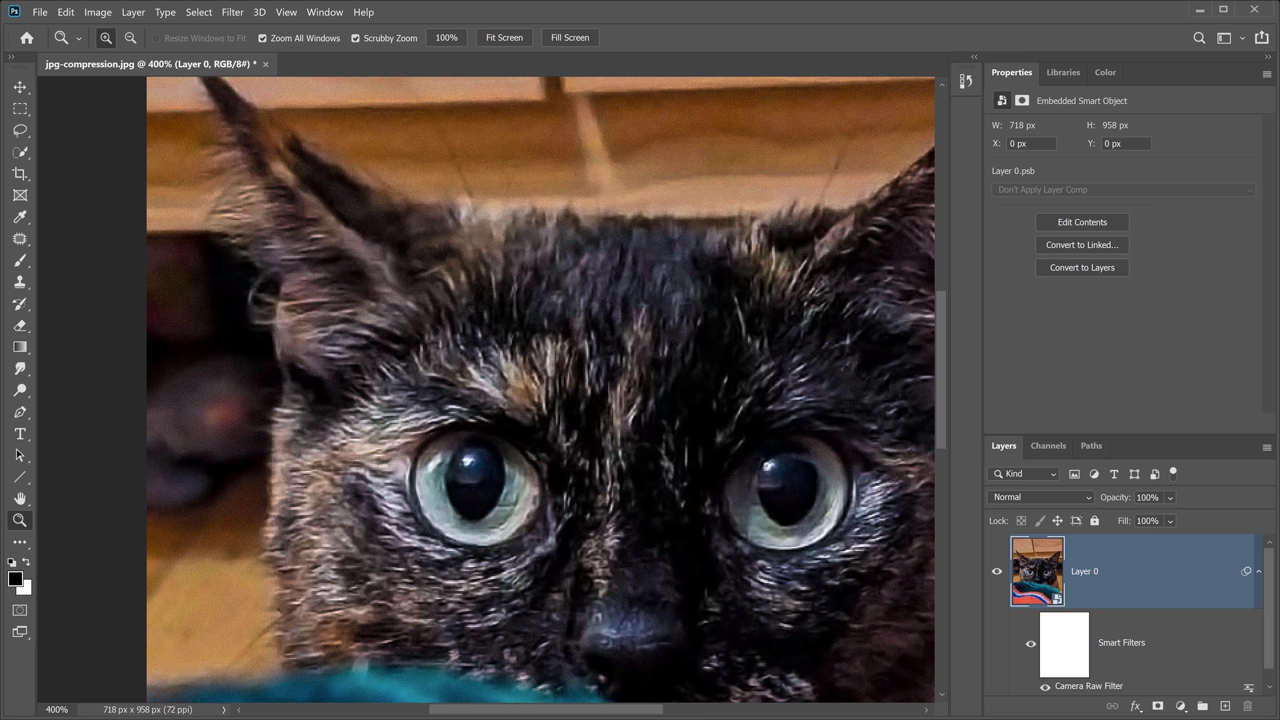 Ps File Edit Image Layer Type Select Filter 3D View Window Help
Resize Windows to Fit Zoom All Windows Scrubby Zoom 100% Fit Screen Fill Screen
jpg-compression.jpg @ 400% (Layer 0, RGB/8#) * ×
Properties Libraries Color
Embedded Smart Object
W: 718 px H: 958 px
X: 0 px Y: 0 px
Layer 0.psb
Don't Apply Layer Comp
Edit Contents
Convert to Linked...
Convert to Layers
Layers Channels Paths
Kind
Normal Opacity: 100%
Lock: Fill: 100%
Layer 0
Smart Filters
Camera Raw Filter
400% 718 px x 958 px (72 ppi)